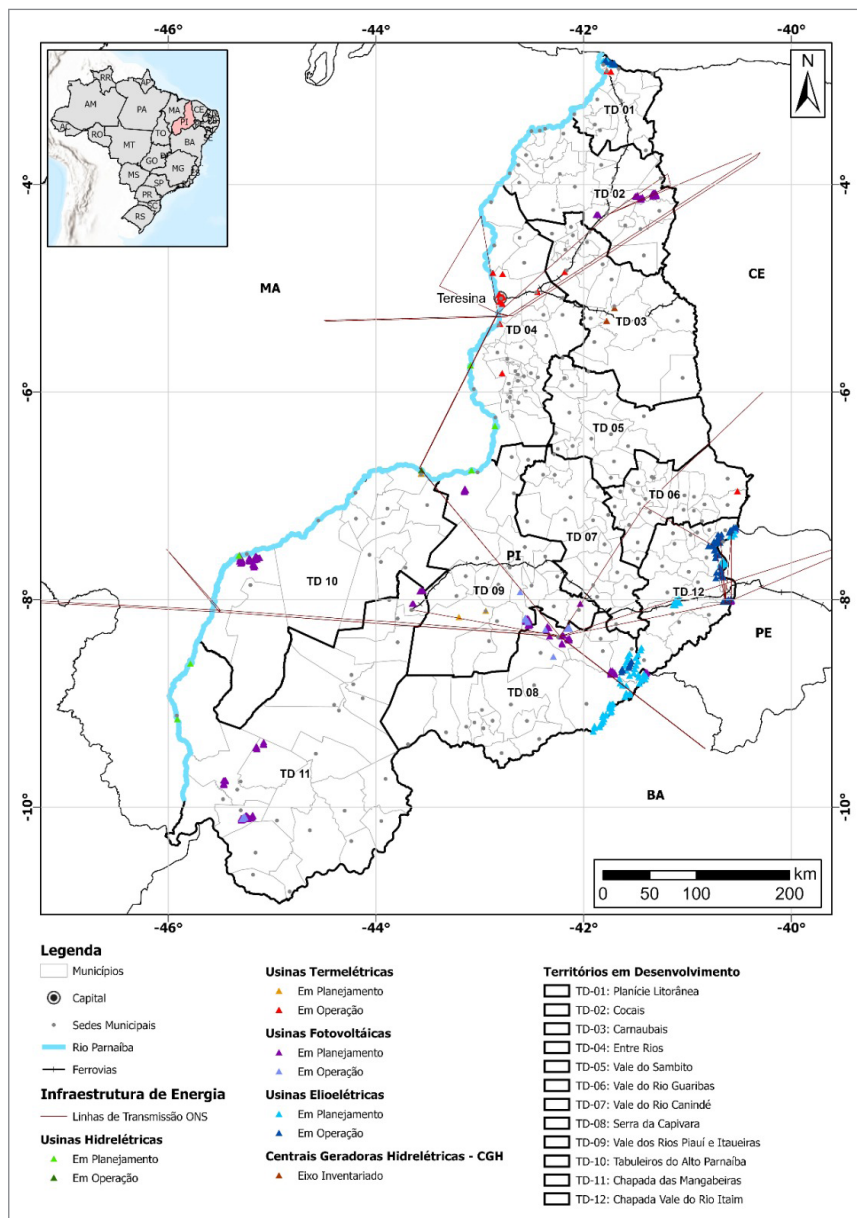 -46°
-44°
-42°
-40°
N
RR
AP
AM
PA
MA
CE
PI
AC
RO
TO
BA
MT
GO
MG
MS
SP
PR
RS
TD 01
-4°
-4°
TD 02
MA
CE
Teresina
TD 03
TD 04
-6°
-6°
TD 05
TD 06
TD 07
PI
TD 10
TD 12
TD 09
-8°
-8°
PE
TD 08
TD 11
BA
-10°
-10°
km
0 50 100 200
-46°
-44°
-42°
-40°
Legenda
Municípios
Capital
Sedes Municipais
Rio Parnaíba
Ferrovias
Infraestrutura de Energia
Linhas de Transmissão ONS
Usinas Hidrelétricas
Em Planejamento
Em Operação
Usinas Termelétricas
Em Planejamento
Em Operação
Usinas Fotovoltáicas
Em Planejamento
Em Operação
Usinas Elioelétricas
Em Planejamento
Em Operação
Centrais Geradoras Hidrelétricas - CGH
Eixo Inventariado
Territórios em Desenvolvimento
TD-01: Planície Litorânea
TD-02: Cocais
TD-03: Carnaubais
TD-04: Entre Rios
TD-05: Vale do Sambito
TD-06: Vale do Rio Guaribas
TD-07: Vale do Rio Canindé
TD-08: Serra da Capivara
TD-09: Vale dos Rios Piauí e Itaueiras
TD-10: Tabuleiros do Alto Parnaíba
TD-11: Chapada das Mangabeiras
TD-12: Chapada Vale do Rio Itaim